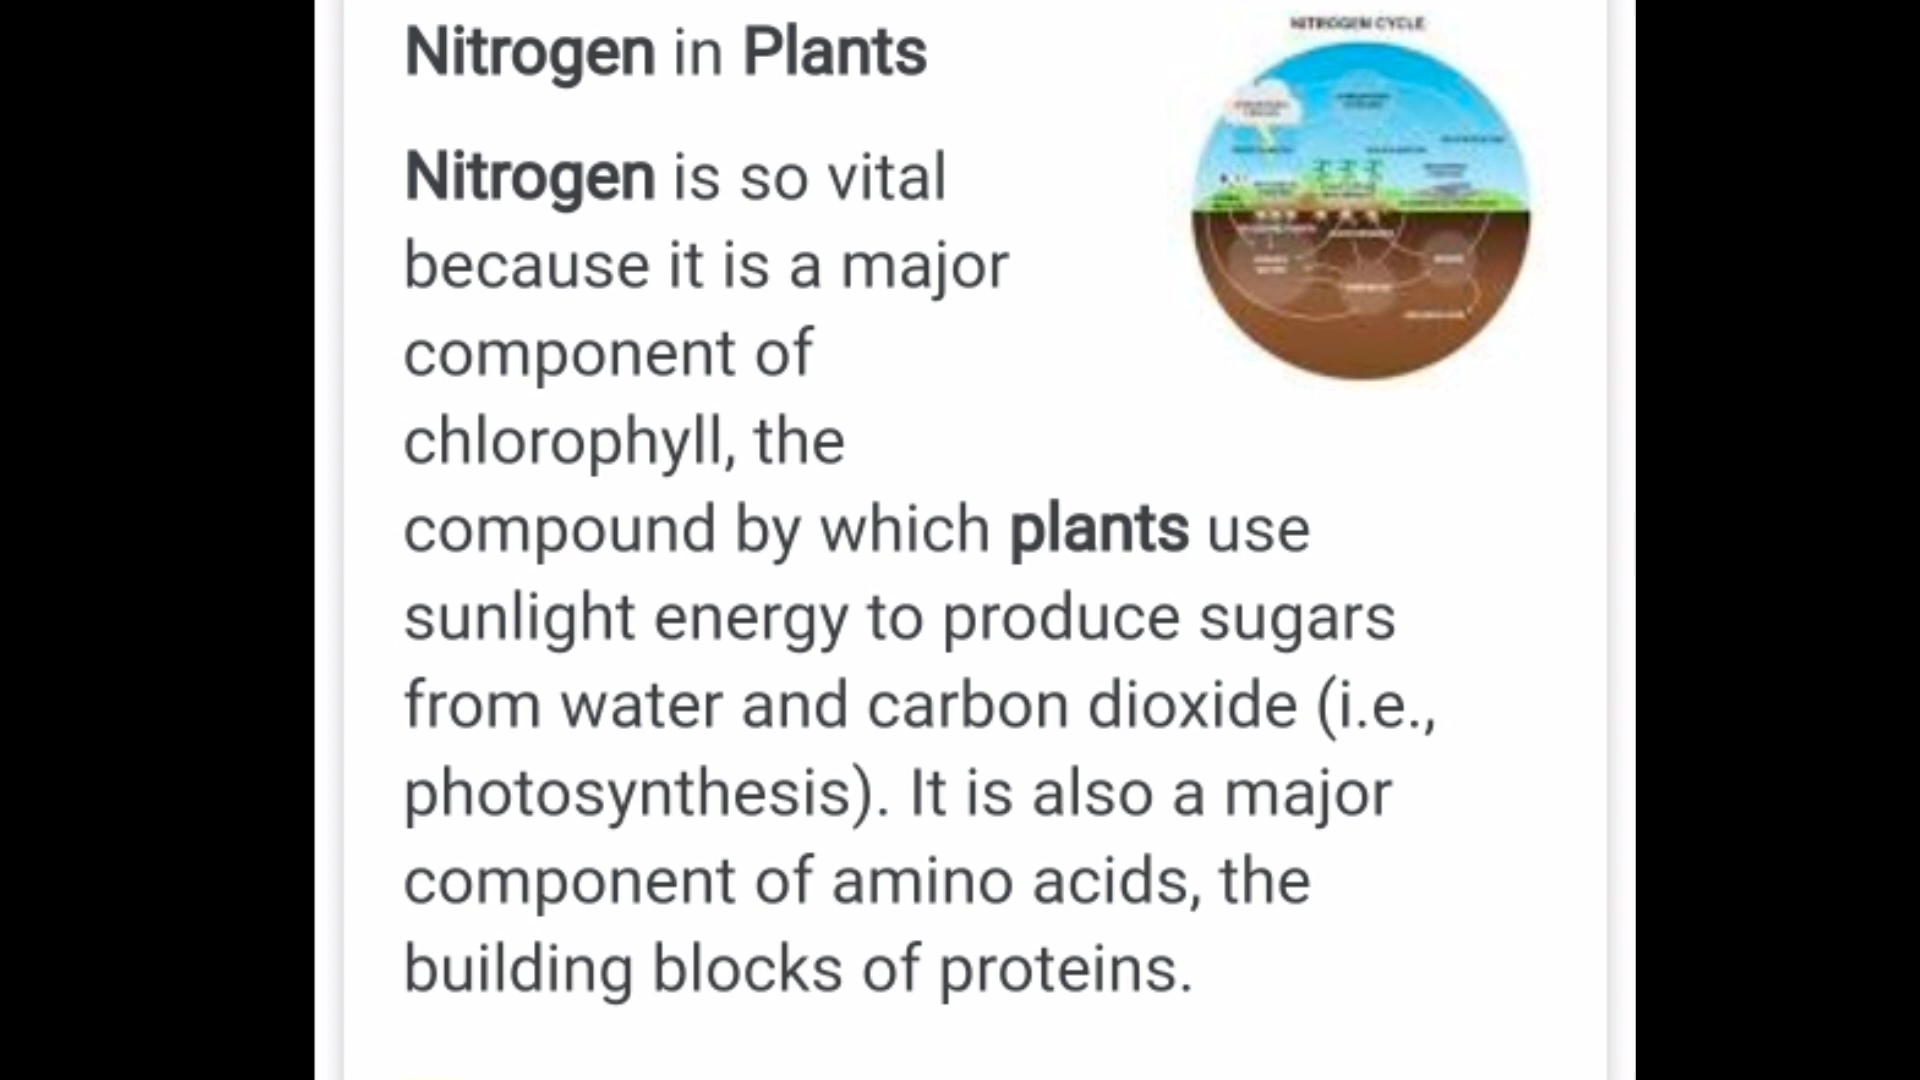 Nitrogen in Plants
NITROGEN CYCLE
Nitrogen is so vital
because it is a major
component of
chlorophyll, the
compound by which plants use
sunlight energy to produce sugars
from water and carbon dioxide (i.e.,
photosynthesis). It is also a major
component of amino acids, the
building blocks of proteins.